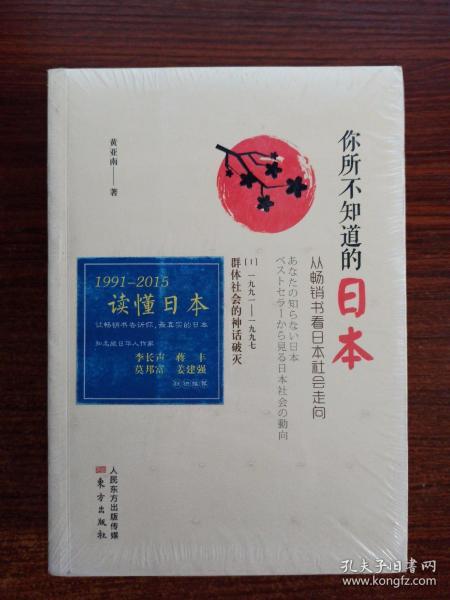 你所不知道的
日本
从畅销书看日本社会走向
あなたの知らない日本
ベストセラーから見る日本社会の動向
[1] 一九九一——一九九七
群体社会的神话破灭
黄亚南——著
1991-2015
读懂日本
让畅销书告诉你,最真实的日本
知名旅日华人作家
李长声 蒋丰
莫邦富 姜建强
联袂推荐
人民东方出版传媒
东方出版社
孔夫子旧书网
www.kongfz.com